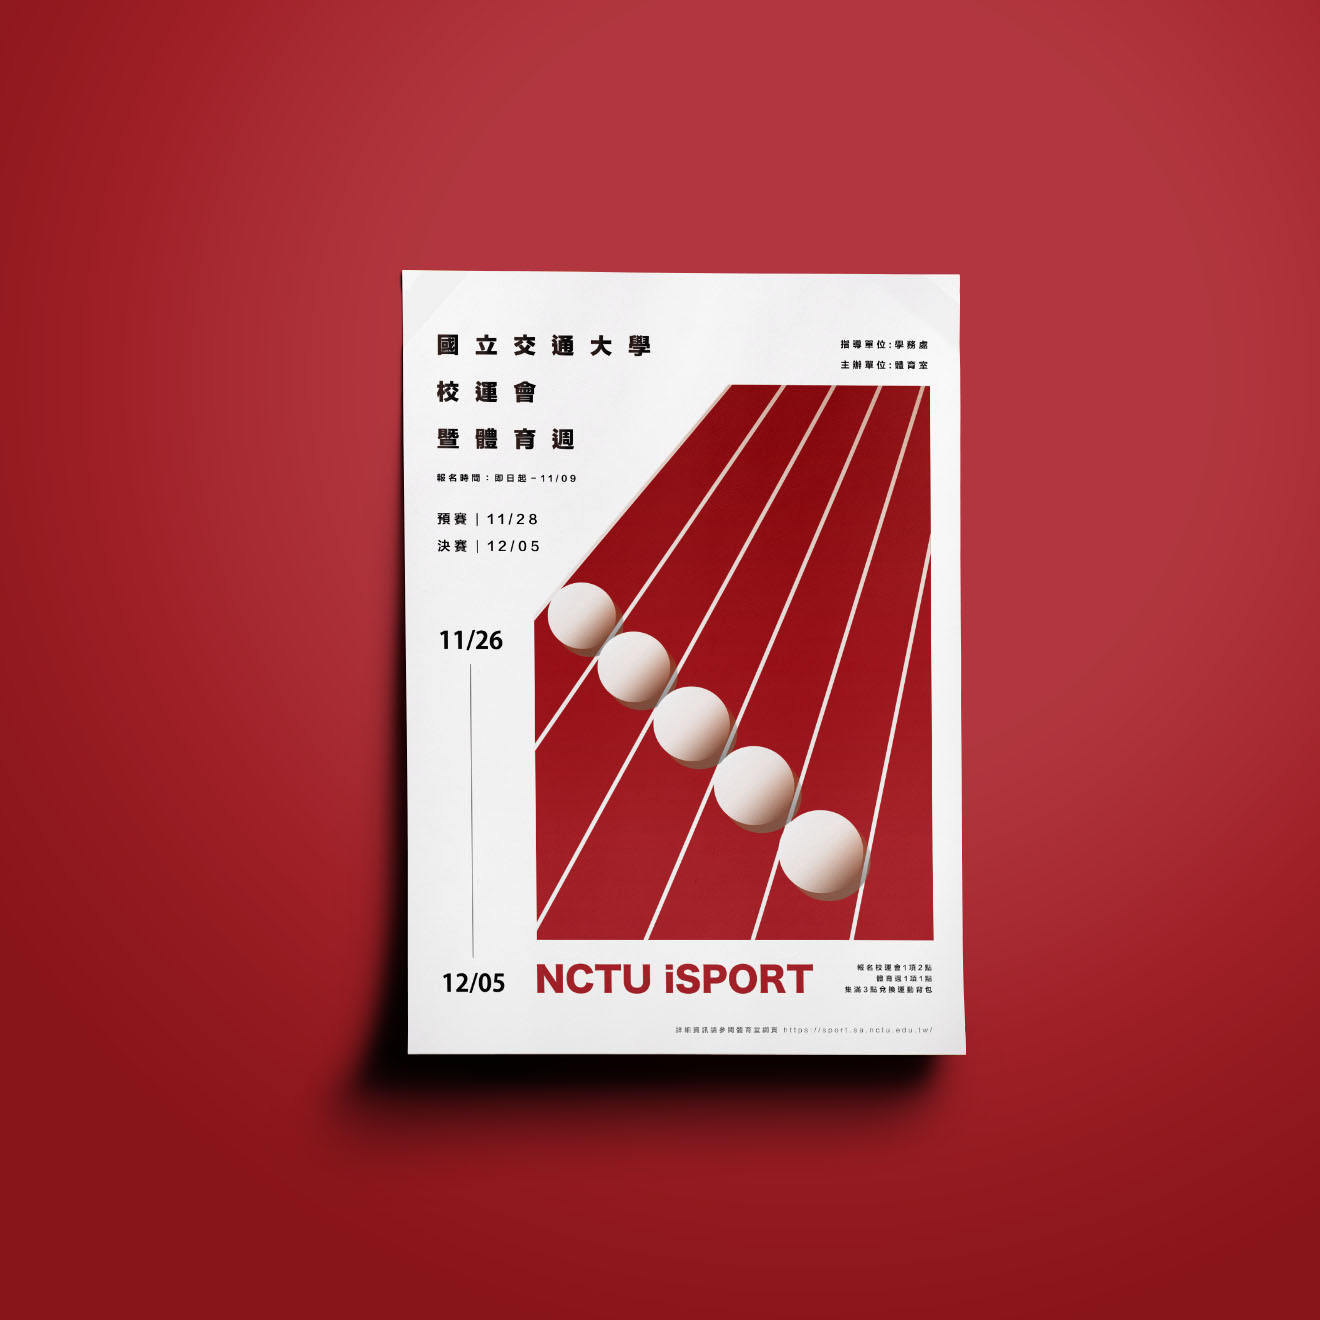 國立交通大學
校運會
暨體育週
報名時間：即日起－11/09
預賽｜11/28
決賽｜12/05
指導單位:學務處
主辦單位:體育室
11/26
12/05
NCTU iSPORT
報名校運會1項2點
體育週1項1點
集滿3點兌換運動背包
詳細資訊請參閱體育室網頁 https://sport.sa.nctu.edu.tw/